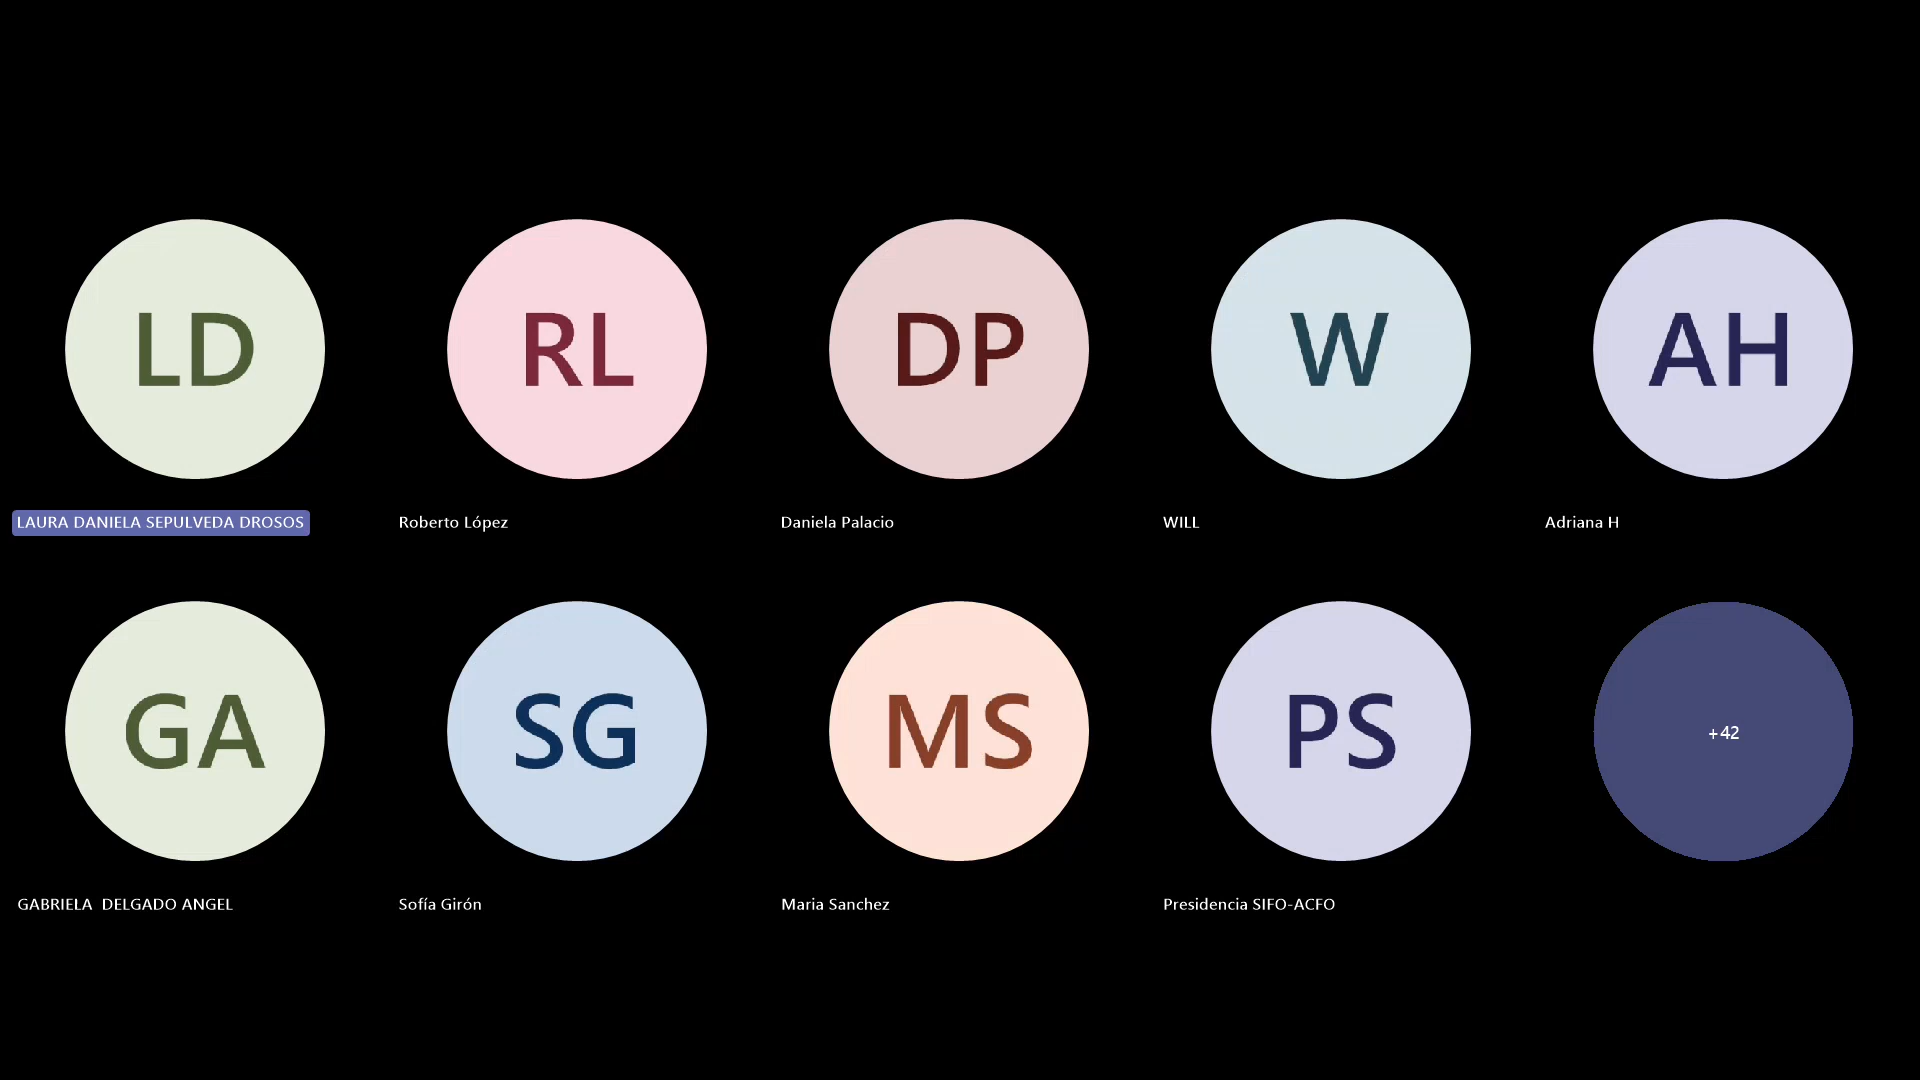 LD
RL
DP
W
AH
LAURA DANIELA SEPULVEDA DROSOS
Roberto López
Daniela Palacio
WILL
Adriana H
GA
SG
MS
PS
+42
GABRIELA  DELGADO ANGEL
Sofía Girón
Maria Sanchez
Presidencia SIFO-ACFO